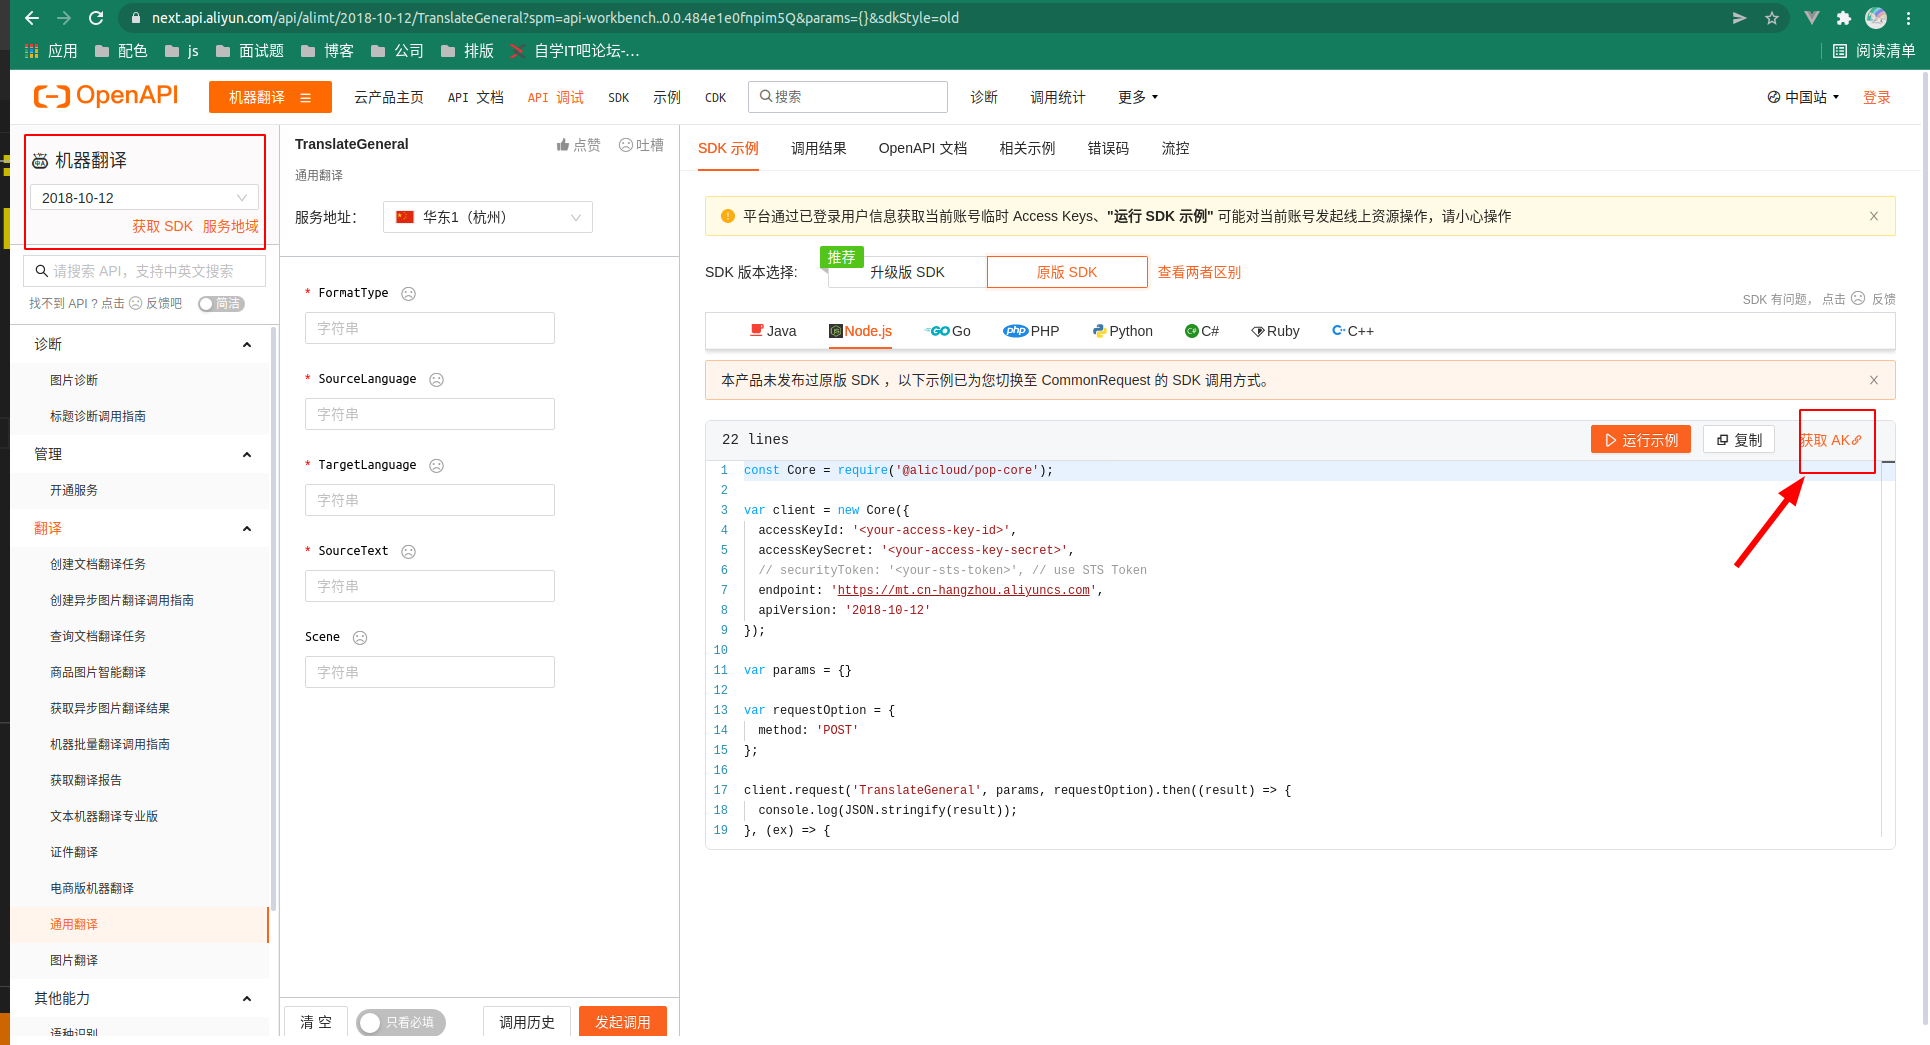 next.api.aliyun.com/api/alimt/2018-10-12/TranslateGeneral?spm=api-workbench..0.0.484e1e0fnpim5Q&params={}&sdkStyle=old
应用 配色 js 面试题 博客 公司 排版 自学IT吧论坛-... 阅读清单
OpenAPI 机器翻译 云产品主页 API 文档 API 调试 SDK 示例 CDK 搜索 诊断 调用统计 更多 中国站 登录
机器翻译
2018-10-12
获取 SDK 服务地域
请搜索 API，支持中英文搜索
找不到 API ? 点击 反馈吧 简洁
诊断
图片诊断
标题诊断调用指南
管理
开通服务
翻译
创建文档翻译任务
创建异步图片翻译调用指南
查询文档翻译任务
商品图片智能翻译
获取异步图片翻译结果
机器批量翻译调用指南
获取翻译报告
文本机器翻译专业版
证件翻译
电商版机器翻译
通用翻译
图片翻译
其他能力
语种识别
TranslateGeneral 点赞 吐槽
通用翻译
服务地址： 华东1（杭州）
* FormatType
字符串
* SourceLanguage
字符串
* TargetLanguage
字符串
* SourceText
字符串
Scene
字符串
清 空 只看必填 调用历史 发起调用
SDK 示例 调用结果 OpenAPI 文档 相关示例 错误码 流控
平台通过已登录用户信息获取当前账号临时 Access Keys、"运行 SDK 示例" 可能对当前账号发起线上资源操作，请小心操作
推荐
SDK 版本选择: 升级版 SDK 原版 SDK 查看两者区别
SDK 有问题， 点击 反馈
Java Node.js Go PHP Python C# Ruby C++
本产品未发布过原版 SDK ，以下示例已为您切换至 CommonRequest 的 SDK 调用方式。
22 lines 运行示例 复制 获取 AK
1 const Core = require('@alicloud/pop-core');
2
3 var client = new Core({
4 accessKeyId: '<your-access-key-id>',
5 accessKeySecret: '<your-access-key-secret>',
6 // securityToken: '<your-sts-token>', // use STS Token
7 endpoint: 'https://mt.cn-hangzhou.aliyuncs.com',
8 apiVersion: '2018-10-12'
9 });
10
11 var params = {}
12
13 var requestOption = {
14 method: 'POST'
15 };
16
17 client.request('TranslateGeneral', params, requestOption).then((result) => {
18 console.log(JSON.stringify(result));
19 }, (ex) => {